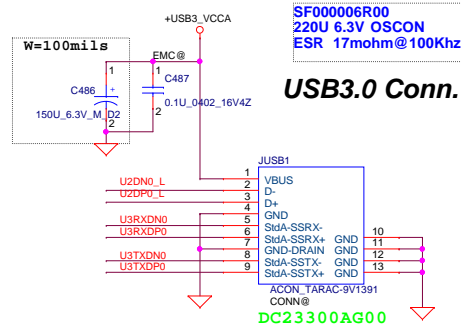 SF000006R00
220U 6.3V OSCON
ESR 17mohm@100Khz
+USB3_VCCA
W=100mils
EMC@
USB3.0 Conn.
1
C486
+
150U_6.3V_M_D2
2
1
C487
0.1U_0402_16V4Z
2
JUSB1
1 VBUS
U2DN0_L 2 D-
U2DP0_L 3 D+
4 GND
U3RXDN0 5 StdA-SSRX-
U3RXDP0 6 StdA-SSRX+ GND 10
7 GND-DRAIN GND 11
U3TXDN0 8 StdA-SSTX- GND 12
U3TXDP0 9 StdA-SSTX+ GND 13
ACON_TARAC-9V1391
CONN@
DC23300AG00